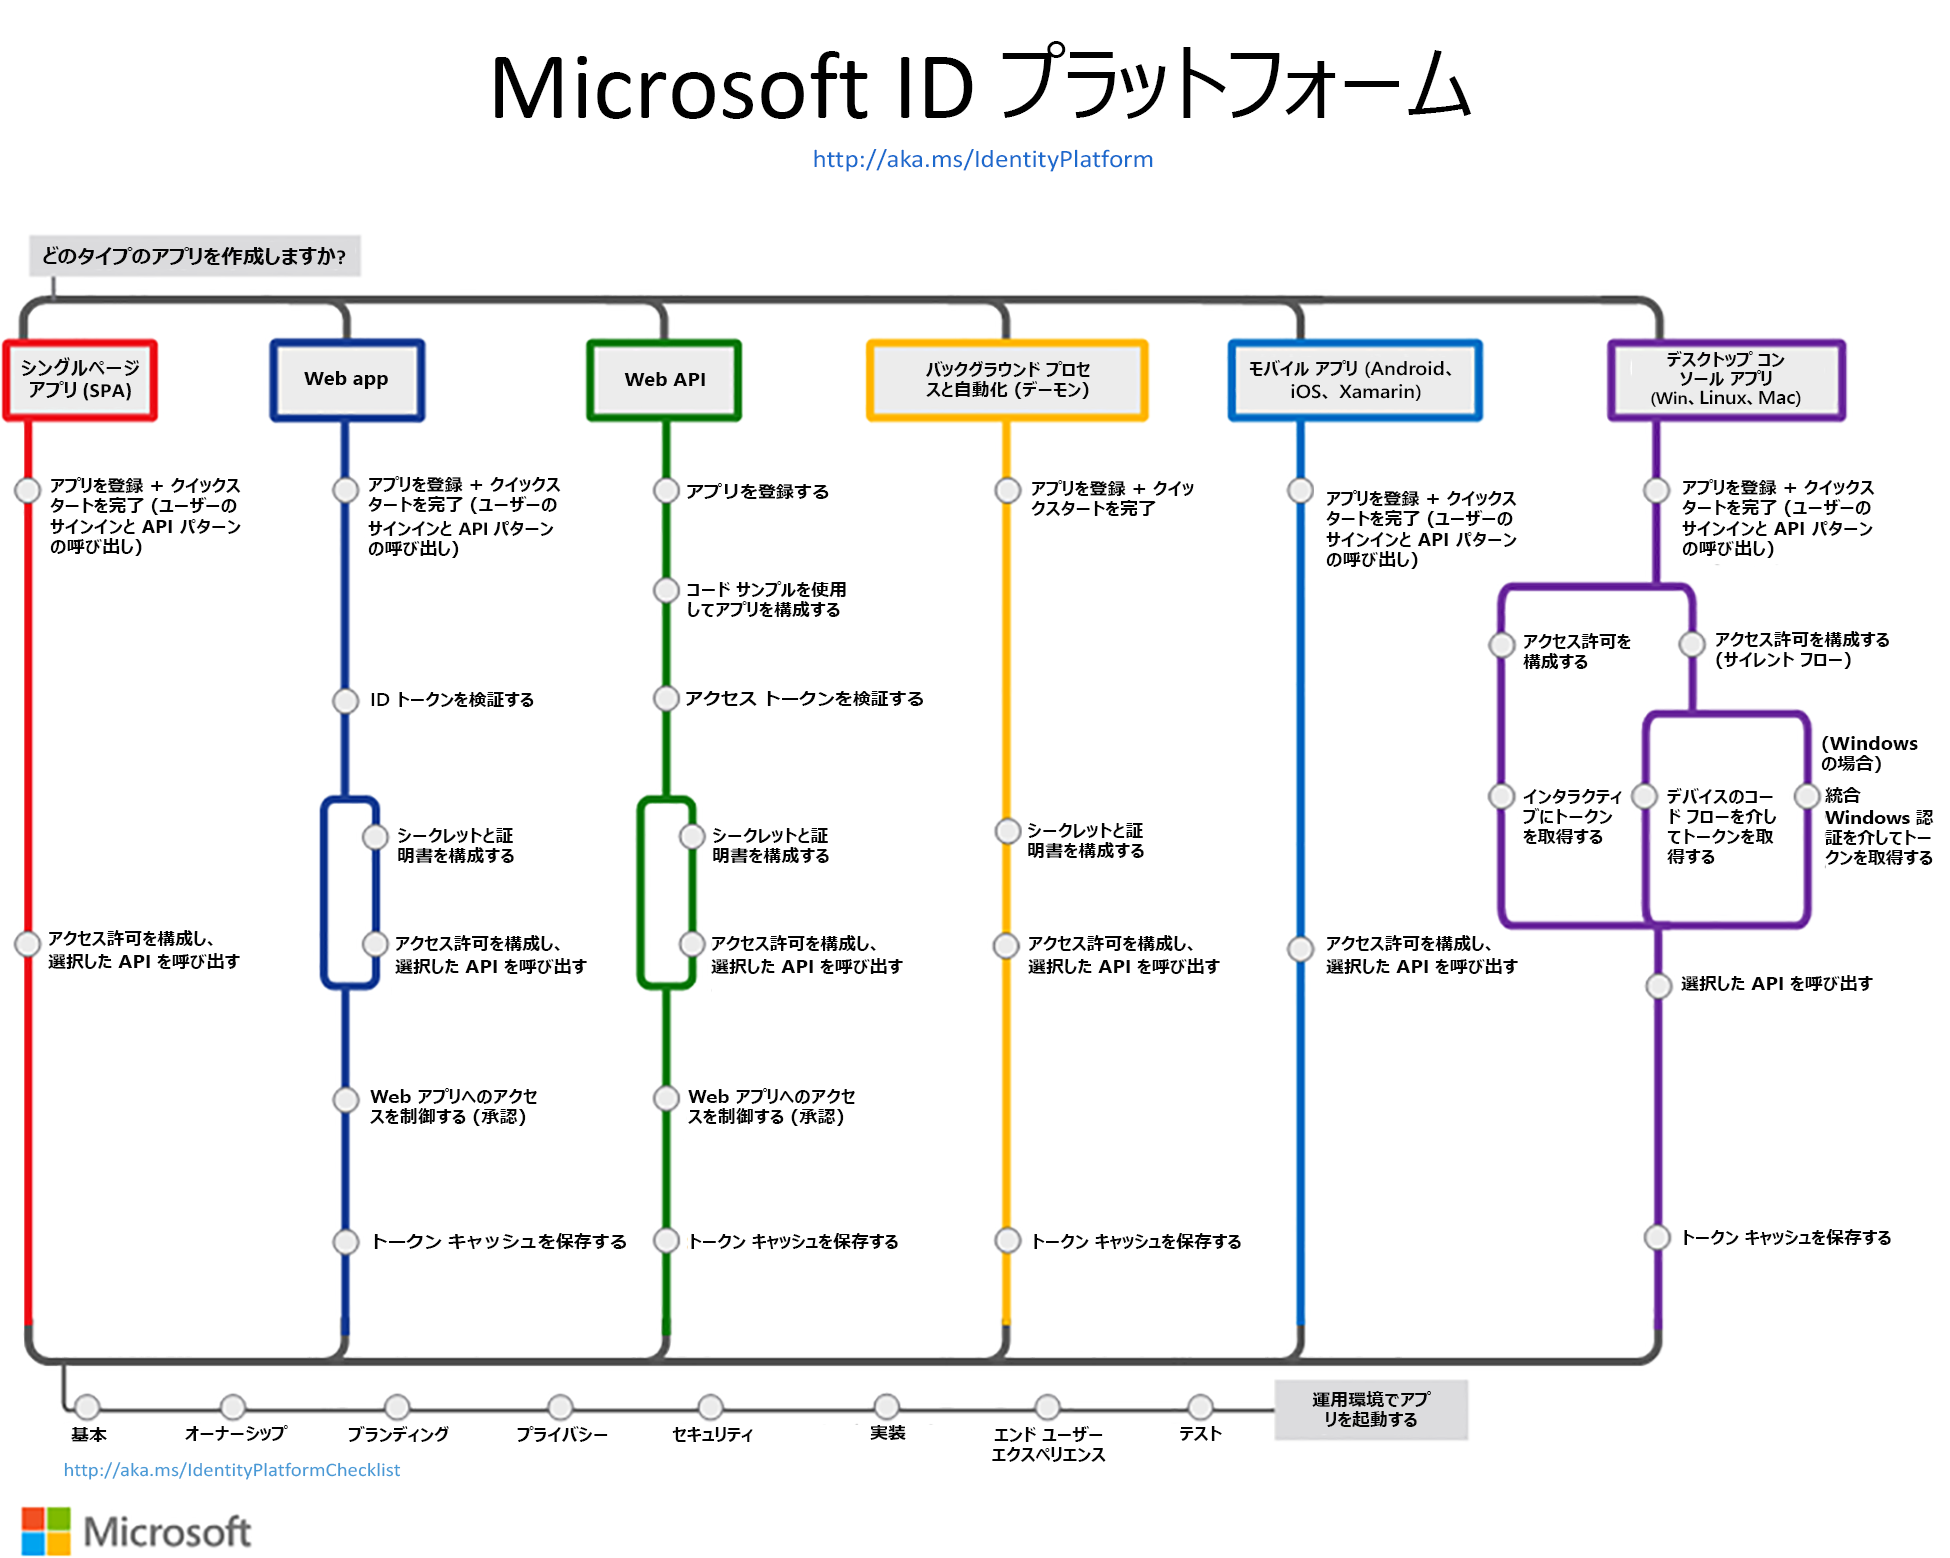 Microsoft ID プラットフォーム
http://aka.ms/IdentityPlatform
どのタイプのアプリを作成しますか?
シングルページ
アプリ (SPA)
Web app
Web API
バックグラウンド プロセ
スと自動化 (デーモン)
モバイル アプリ (Android、
iOS、Xamarin)
デスクトップ コン
ソール アプリ
(Win、Linux、Mac)
アプリを登録 + クイックス
タートを完了 (ユーザーの
サインインと API パターン
の呼び出し)
アクセス許可を構成し、
選択した API を呼び出す
アプリを登録 + クイックス
タートを完了 (ユーザーの
サインインと API パターン
の呼び出し)
ID トークンを検証する
シークレットと証
明書を構成する
アクセス許可を構成し、
選択した API を呼び出す
Web アプリへのアクセ
スを制御する (承認)
トークン キャッシュを保存する
アプリを登録する
コード サンプルを使用
してアプリを構成する
アクセス トークンを検証する
シークレットと証
明書を構成する
アクセス許可を構成し、
選択した API を呼び出す
Web アプリへのアクセ
スを制御する (承認)
トークン キャッシュを保存する
アプリを登録 + クイッ
クスタートを完了
シークレットと証
明書を構成する
アクセス許可を構成し、
選択した API を呼び出す
トークン キャッシュを保存する
アプリを登録 + クイックス
タートを完了 (ユーザーの
サインインと API パターン
の呼び出し)
アクセス許可を構成し、
選択した API を呼び出す
アプリを登録 + クイックス
タートを完了 (ユーザーの
サインインと API パターン
の呼び出し)
アクセス許可を
構成する
アクセス許可を構成する
(サイレント フロー)
インタラクティ
ブにトークン
を取得する
デバイスのコー
ド フローを介し
てトークンを取
得する
(Windows
の場合)
統合
Windows 認
証を介してトー
クンを取得する
選択した API を呼び出す
トークン キャッシュを保存する
基本
オーナーシップ
ブランディング
プライバシー
セキュリティ
実装
エンド ユーザー
エクスペリエンス
テスト
運用環境でアプ
リを起動する
http://aka.ms/IdentityPlatformChecklist
Microsoft